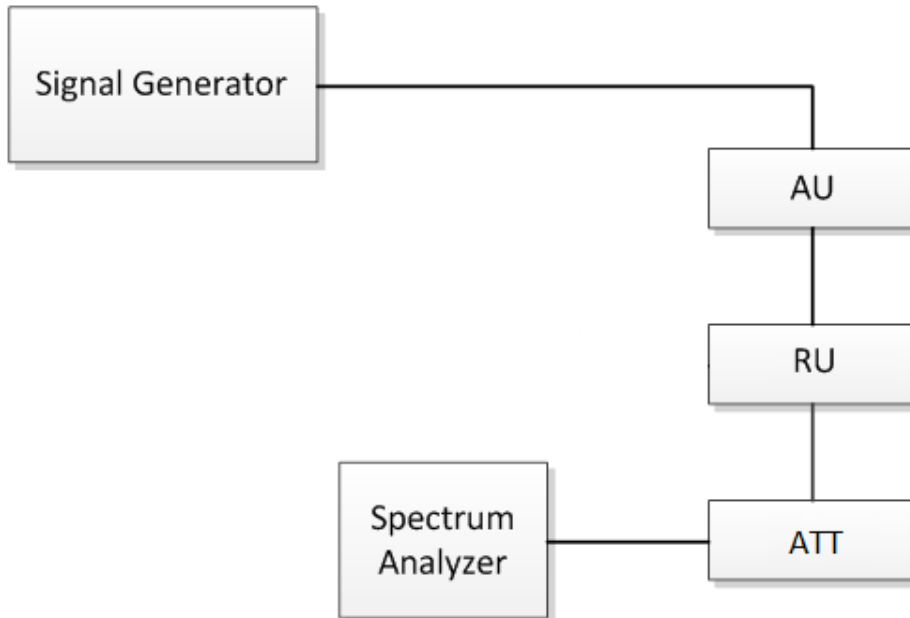 Signal Generator
AU
RU
Spectrum
Analyzer
ATT